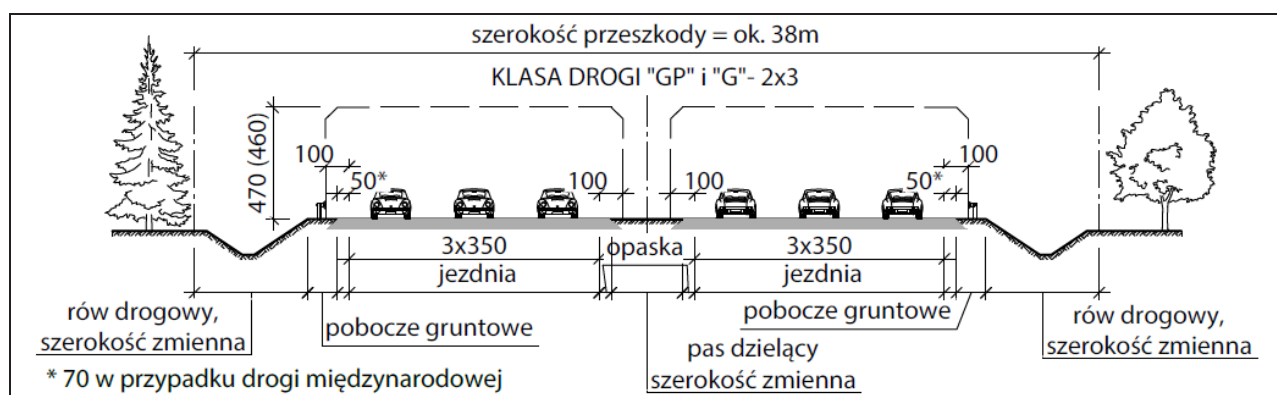 szerokość przeszkody = ok. 38m
KLASA DROGI "GP" i "G"- 2x3
470 (460)
100
50*
100
100
50*
100
3x350
jezdnia
opaska
3x350
jezdnia
rów drogowy,
szerokość zmienna
pobocze gruntowe
pas dzielący
szerokość zmienna
pobocze gruntowe
rów drogowy,
szerokość zmienna
* 70 w przypadku drogi międzynarodowej